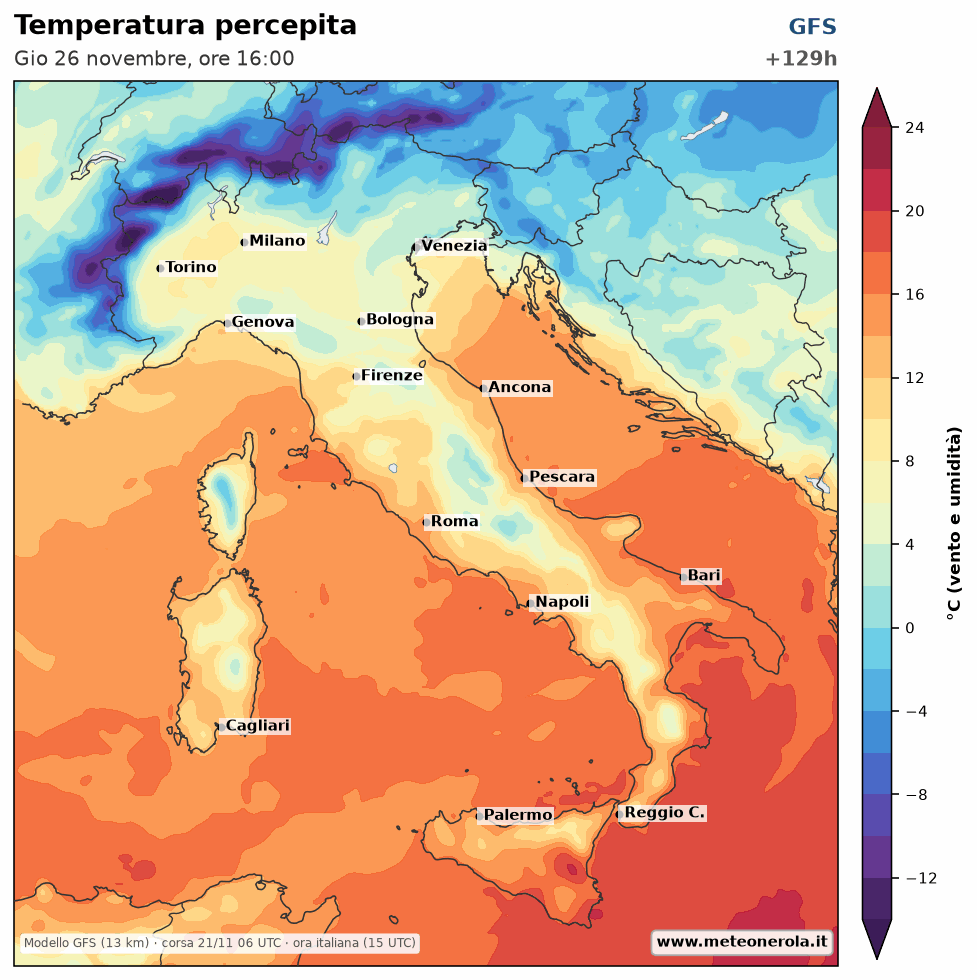 Temperatura percepita
GFS
Gio 26 novembre, ore 16:00
+129h
Milano
Venezia
Torino
Genova
Bologna
Firenze
Ancona
Pescara
Roma
Bari
Napoli
Cagliari
Palermo
Reggio C.
24
20
16
12
8
4
0
−4
−8
−12
°C (vento e umidità)
Modello GFS (13 km) · corsa 21/11 06 UTC · ora italiana (15 UTC)
www.meteonerola.it